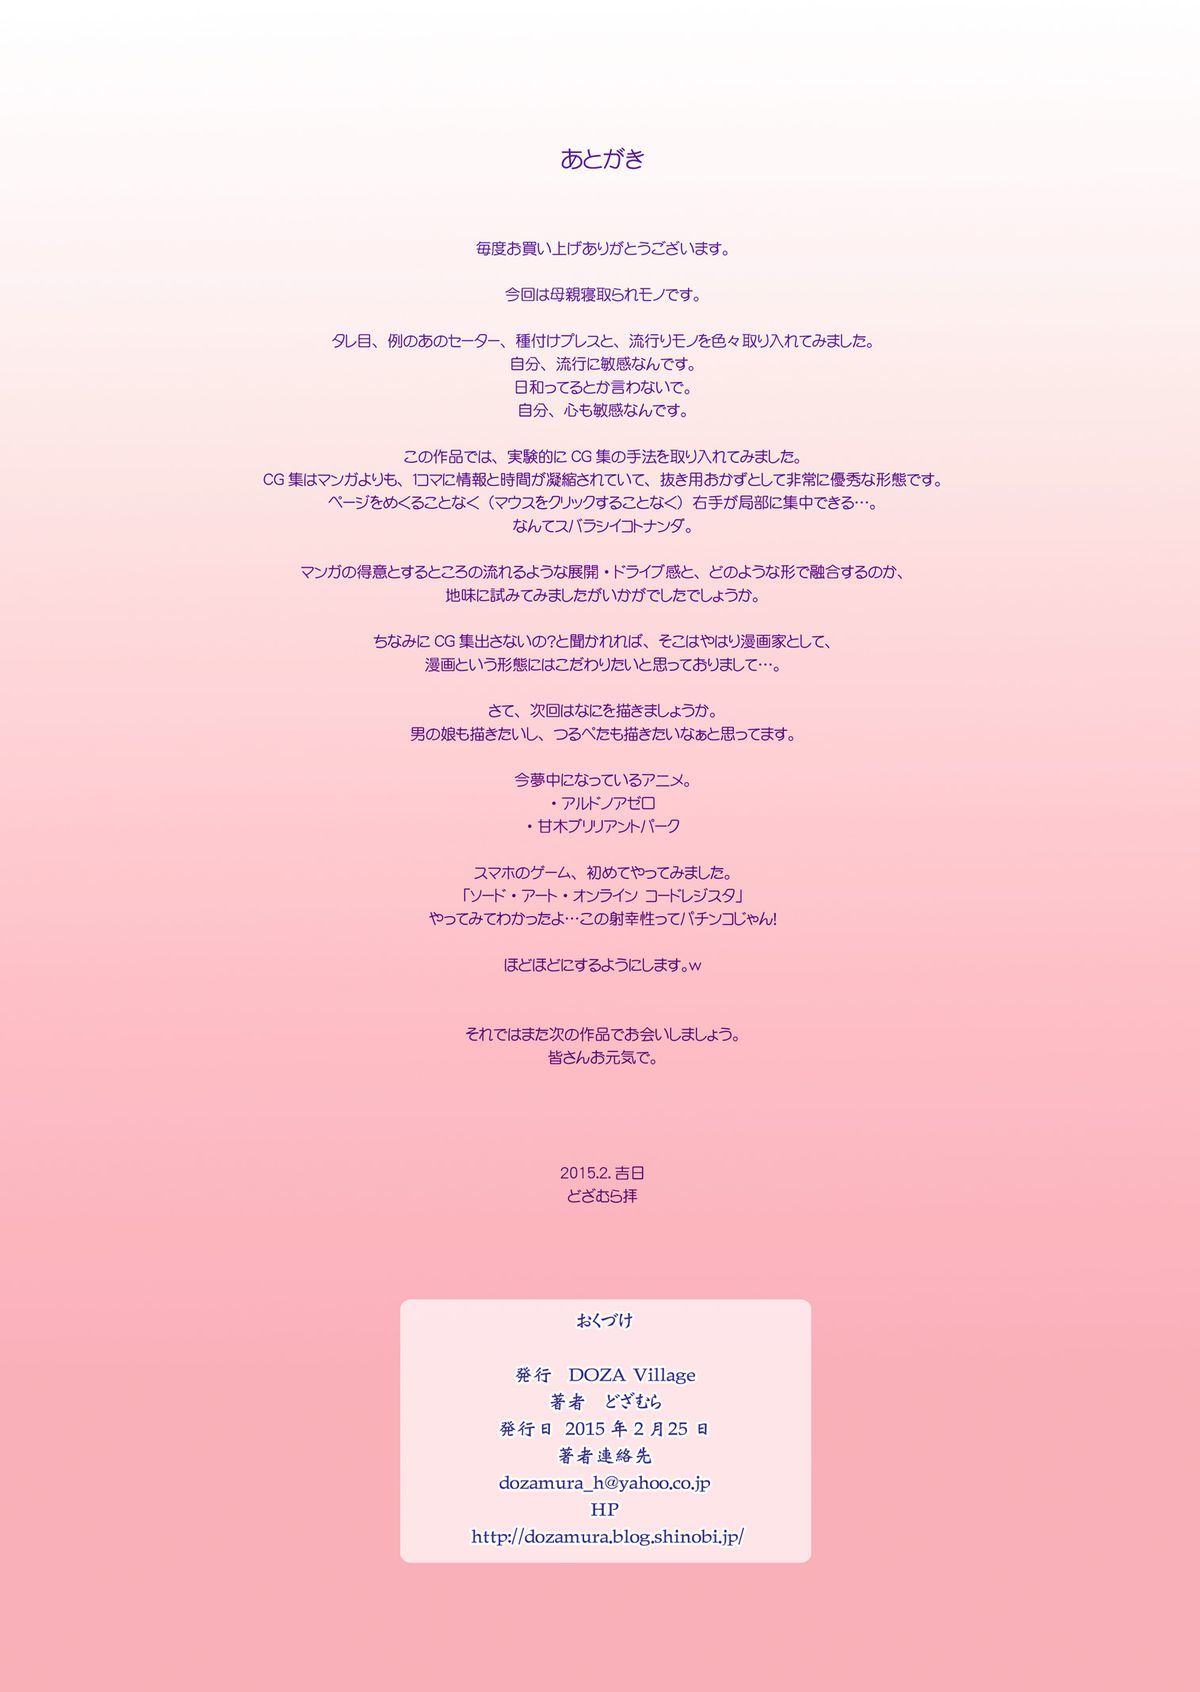 あとがき
毎度お買い上げありがとうございます。
今回は母親寝取られモノです。
タレ目、例のあのセーター、種付けプレスと、流行りモノを色々取り入れてみました。
自分、流行に敏感なんです。
日和ってるとか言わないで。
自分、心も敏感なんです。
この作品では、実験的に CG 集の手法を取り入れてみました。
CG 集はマンガよりも、1コマに情報と時間が凝縮されていて、抜き用おかずとして非常に優秀な形態です。
ページをめくることなく（マウスをクリックすることなく）右手が局部に集中できる…。
なんてスバラシイコトナンダ。
マンガの得意とするところの流れるような展開・ドライブ感と、どのような形で融合するのか、
地味に試みてみましたがいかがでしたでしょうか。
ちなみに CG 集出さないの?と聞かれれば、そこはやはり漫画家として、
漫画という形態にはこだわりたいと思っておりまして…。
さて、次回はなにを描きましょうか。
男の娘も描きたいし、つるぺたも描きたいなぁと思ってます。
今夢中になっているアニメ。
・アルドノアゼロ
・甘木ブリリアントパーク
スマホのゲーム、初めてやってみました。
「ソード・アート・オンライン コードレジスタ」
やってみてわかったよ…この射幸性ってパチンコじゃん!
ほどほどにするようにします。w
それではまた次の作品でお会いしましょう。
皆さんお元気で。
2015.2.吉日
どざむら拝
おくづけ
発行　DOZA Village
著者　どざむら
発行日 2015 年 2 月25 日
著者連絡先
dozamura_h@yahoo.co.jp
HP
http://dozamura.blog.shinobi.jp/